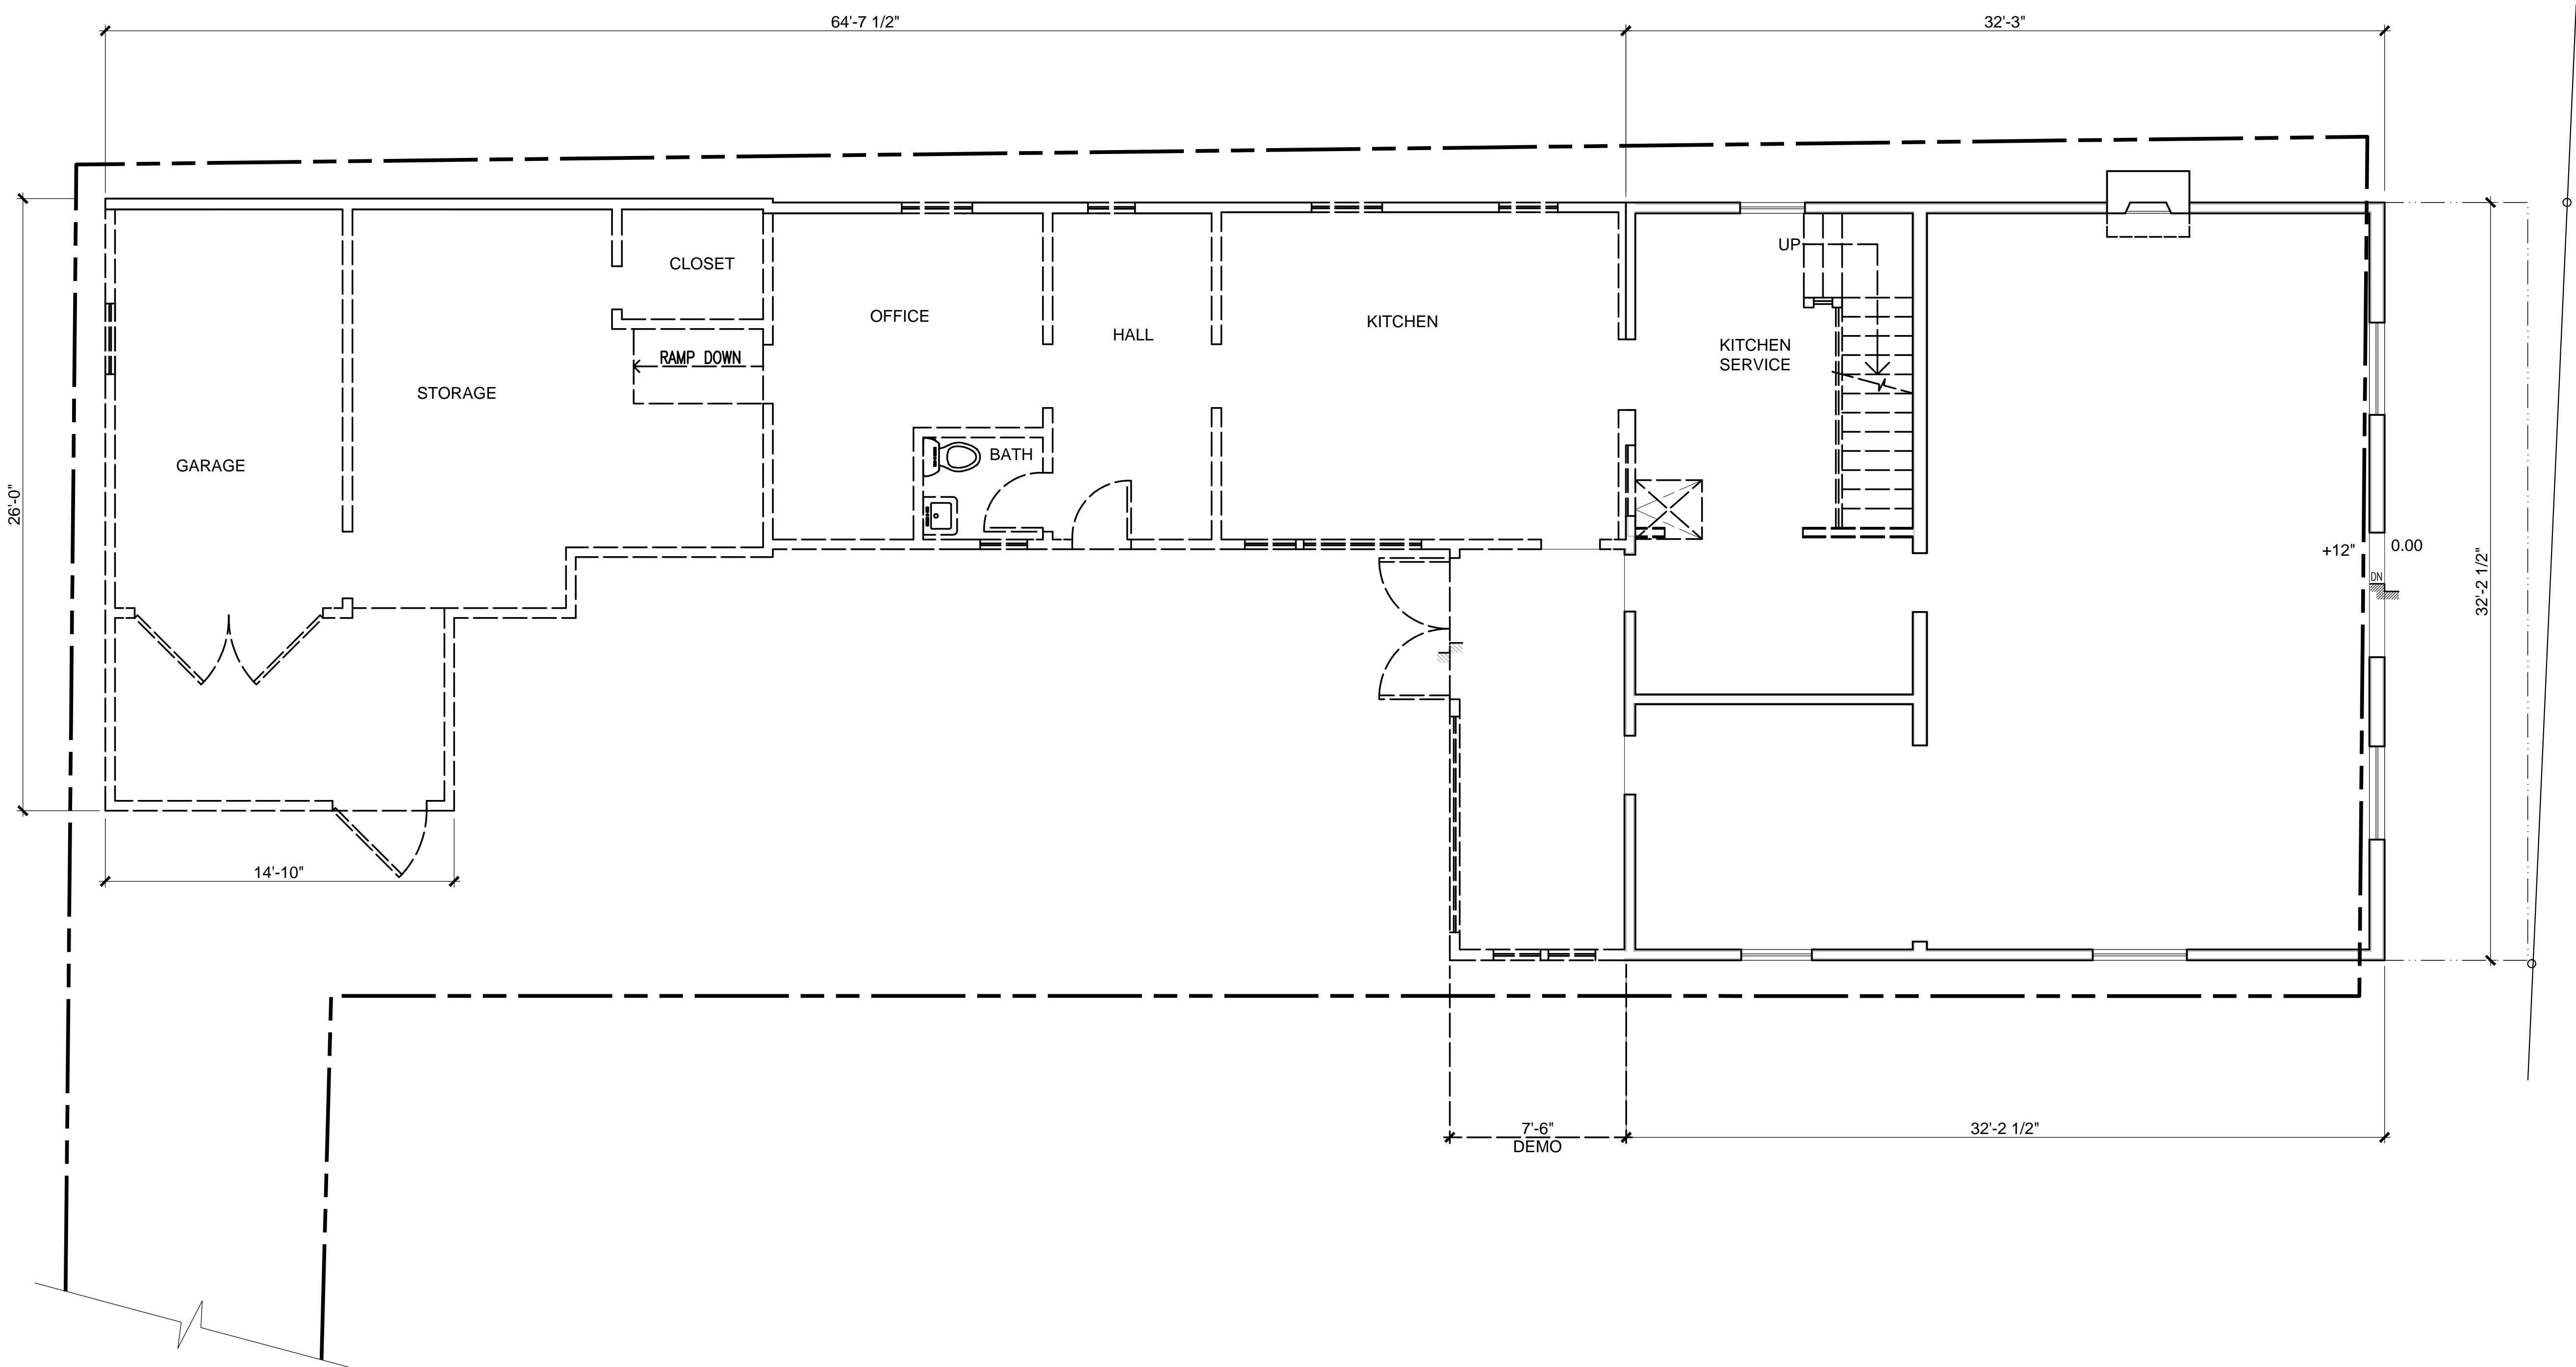 64'-7 1/2"
32'-3"
UP
CLOSET
OFFICE
KITCHEN
HALL
KITCHEN
SERVICE
RAMP DOWN
STORAGE
BATH
GARAGE
26'-0"
+12"
0.00
DN
32'-2 1/2"
14'-10"
7'-6"
DEMO
32'-2 1/2"